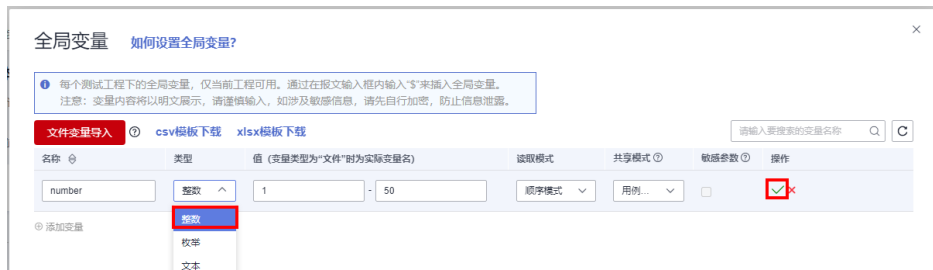 全局变量 如何设置全局变量?
每个测试工程下的全局变量，仅当前工程可用。通过在报文输入框内输入"$"来插入全局变量。
注意：变量内容将以明文展示，请谨慎输入，如涉及敏感信息，请先自行加密，防止信息泄露。
文件变量导入 csv模板下载 xlsx模板下载 请输入要搜索的变量名称
名称 类型 值（变量类型为"文件"时为实际变量名） 读取模式 共享模式 敏感参数 操作
number 整数 1 - 50 顺序模式 用例...
整数
添加变量
枚举
文本